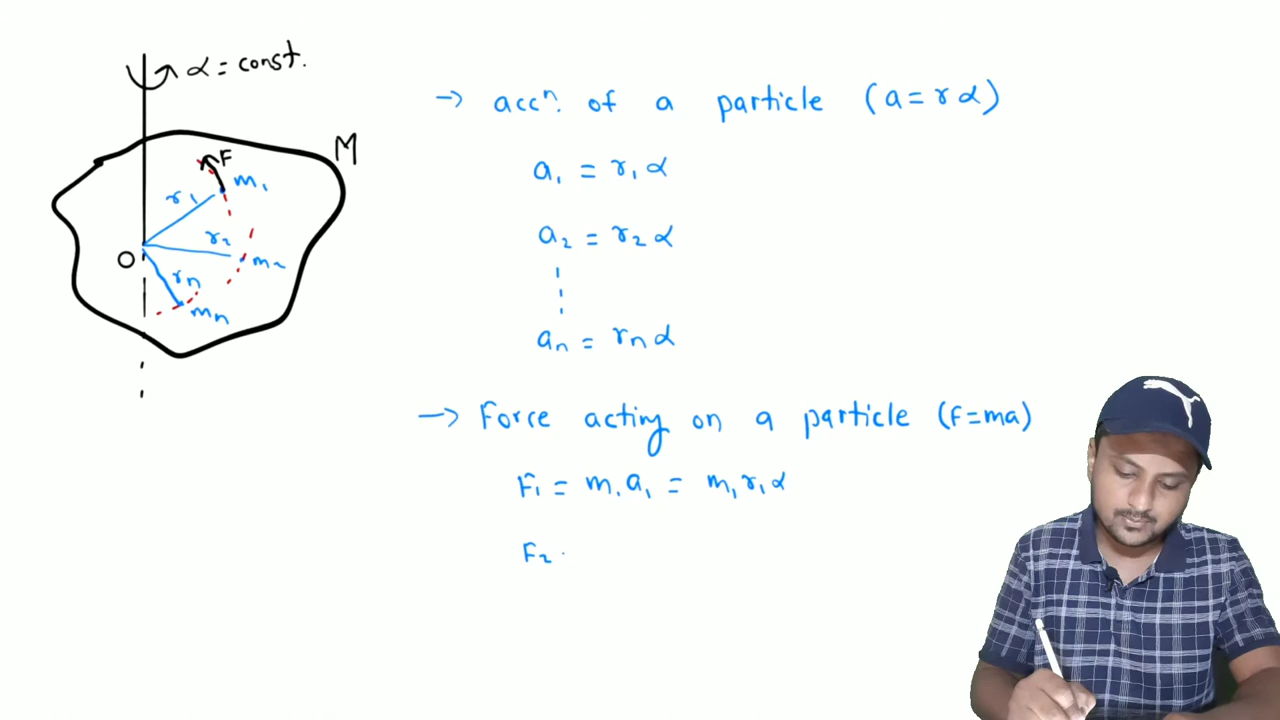 α = const.
M
F
m₁
r₁
r₂
O
m₂
rₙ
mₙ
→ accⁿ. of a particle (a = rα)
a₁ = r₁α
a₂ = r₂α
aₙ = rₙα
→ Force acting on a particle (F=ma)
F₁ = m₁a₁ = m₁r₁α
F₂